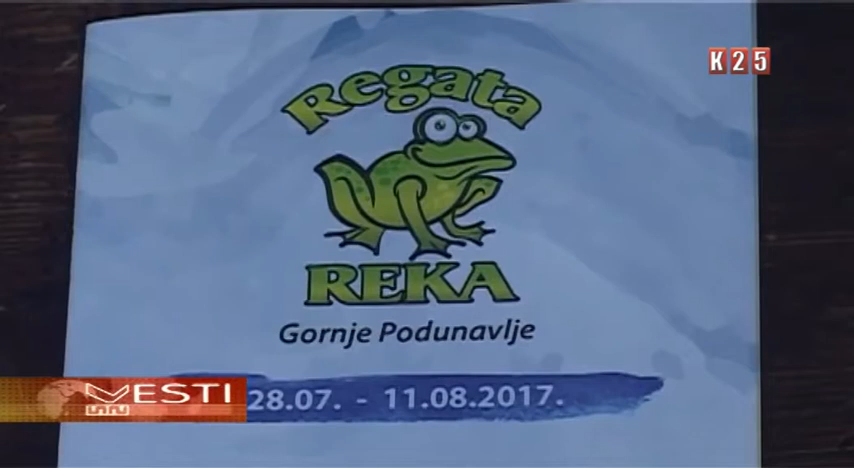 K25
Regata
REKA
Gornje Podunavlje
28.07. - 11.08.2017.
VESTI